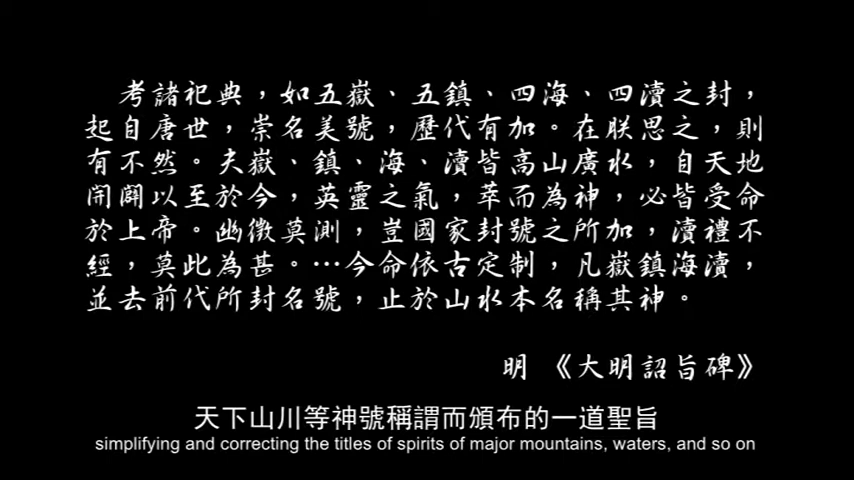 考諸祀典，如五嶽、五鎮、四海、四瀆之封，
起自唐世，崇名美號，歷代有加。在朕思之，則
有不然。夫嶽、鎮、海、瀆皆高山廣水，自天地
開闢以至於今，英靈之氣，萃而為神，必皆受命
於上帝。幽微莫測，豈國家封號之所加，瀆禮不
經，莫此為甚。…今命依古定制，凡嶽鎮海瀆，
並去前代所封名號，止於山水本名稱其神。
明 《大明詔旨碑》
天下山川等神號稱謂而頒布的一道聖旨
simplifying and correcting the titles of spirits of major mountains, waters, and so on